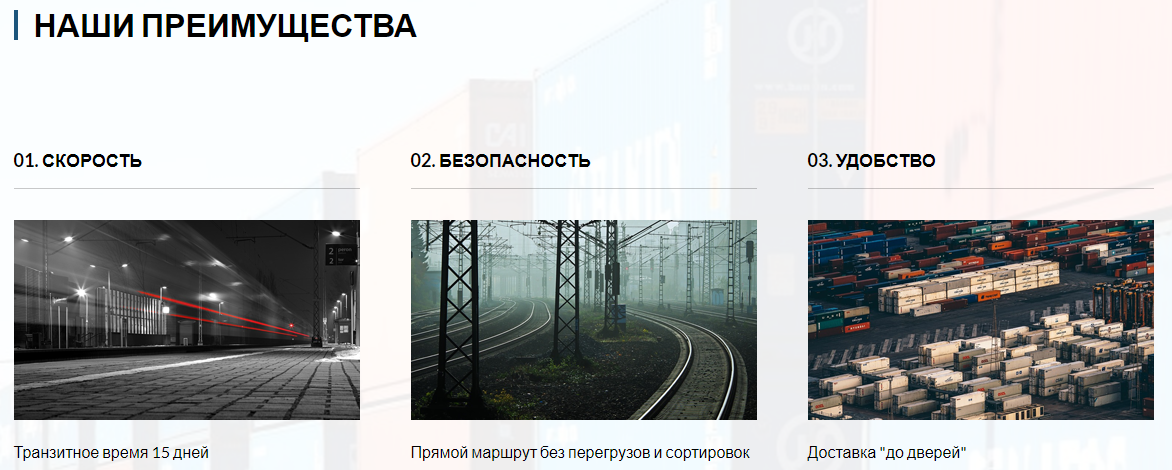 НАШИ ПРЕИМУЩЕСТВА
01. СКОРОСТЬ
02. БЕЗОПАСНОСТЬ
03. УДОБСТВО
Транзитное время 15 дней
Прямой маршрут без перегрузов и сортировок
Доставка "до дверей"